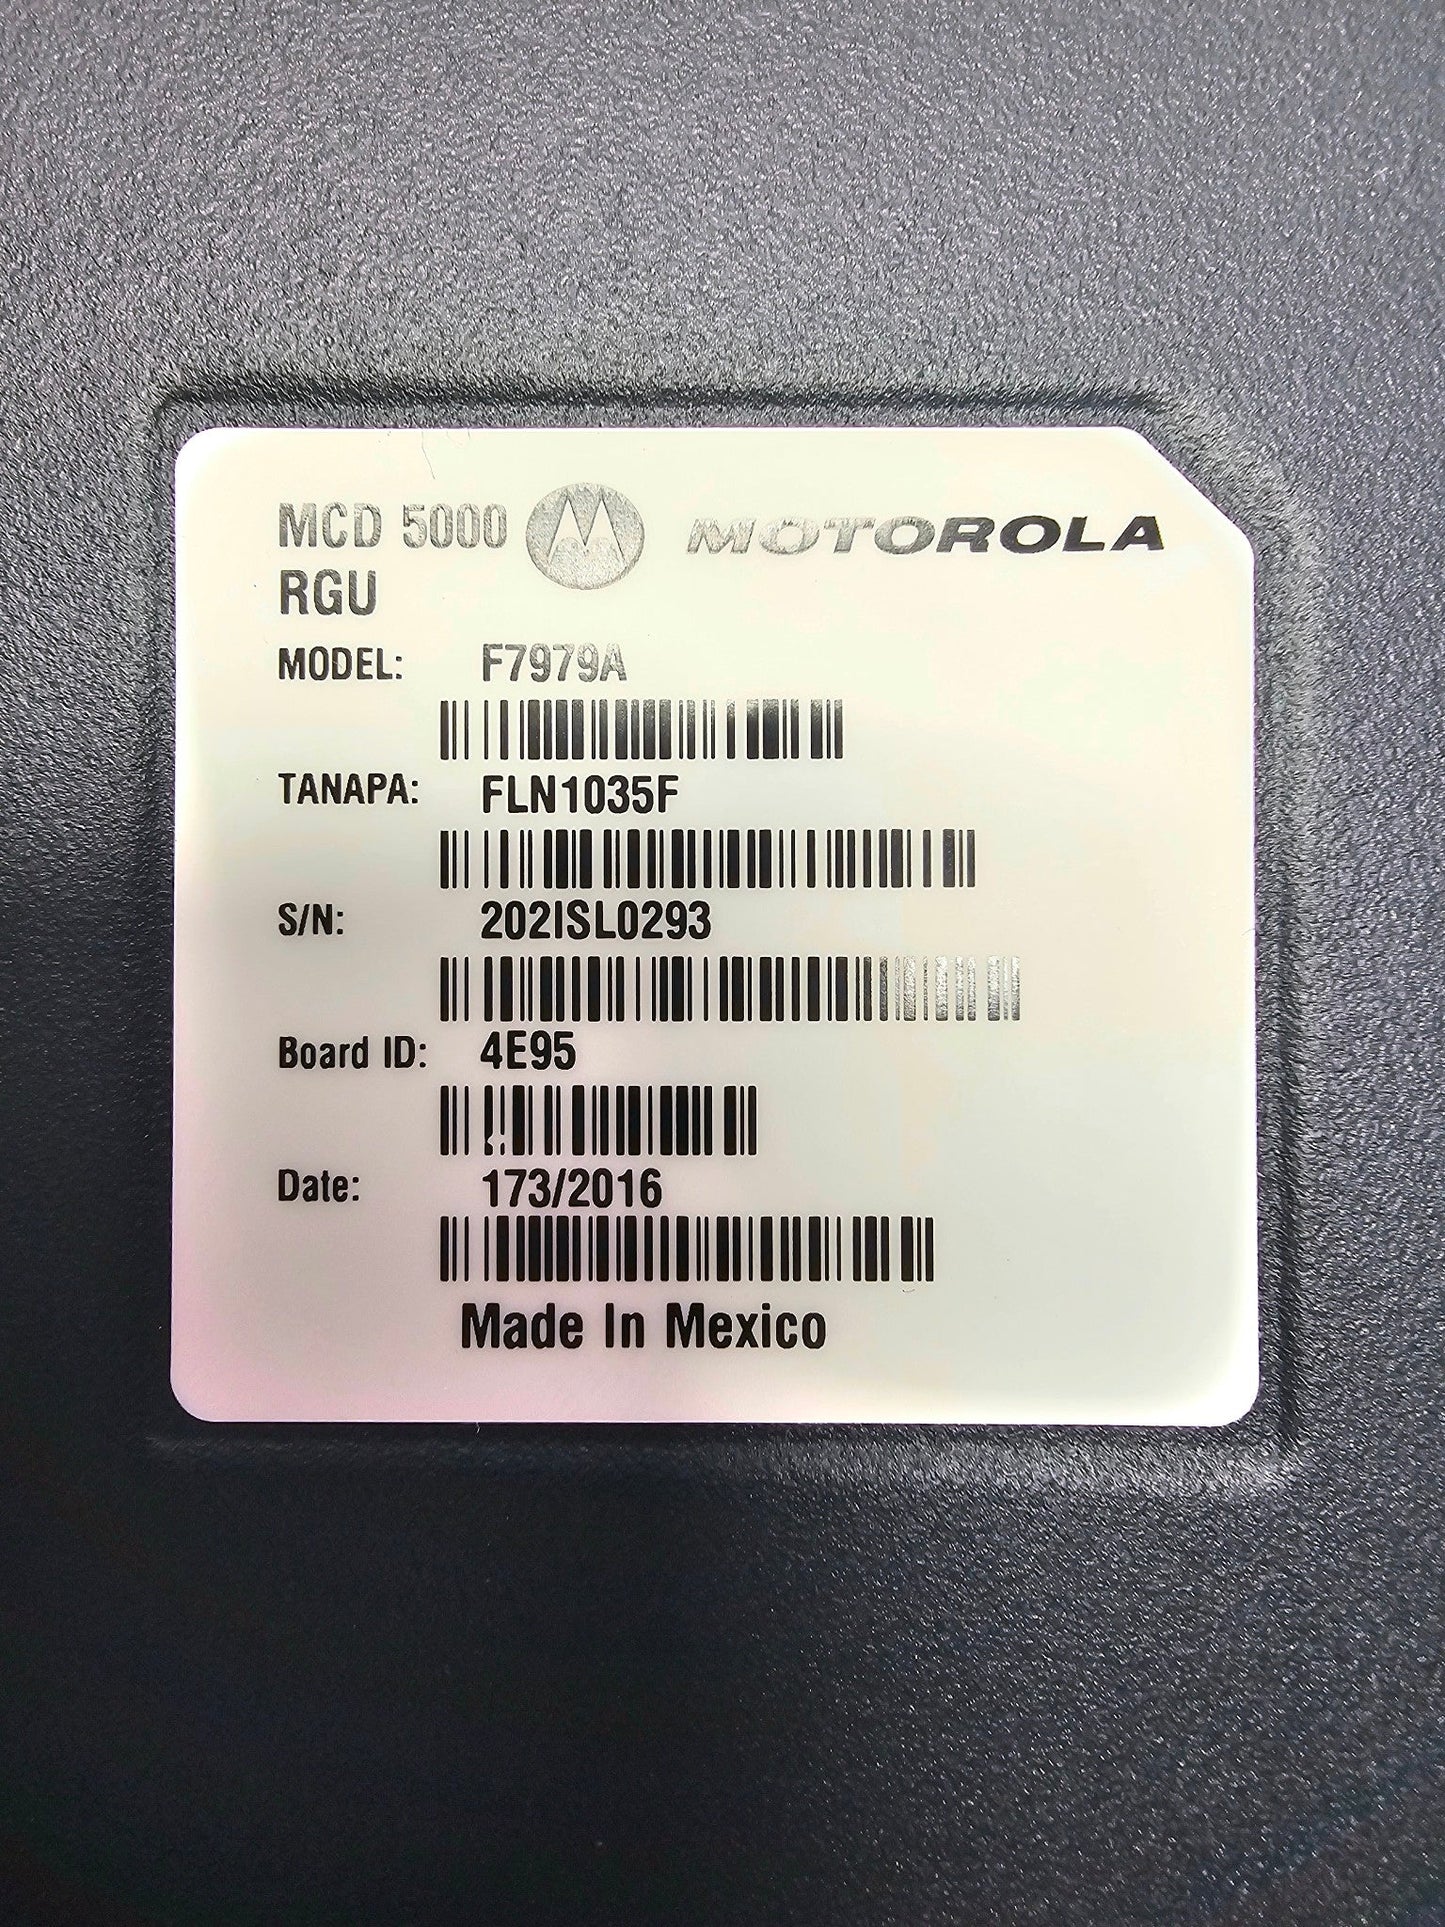 MCD 5000 MOTOROLA
RGU
MODEL: F7979A
TANAPA: FLN1035F
S/N: 202ISL0293
Board ID: 4E95
Date: 173/2016
Made In Mexico